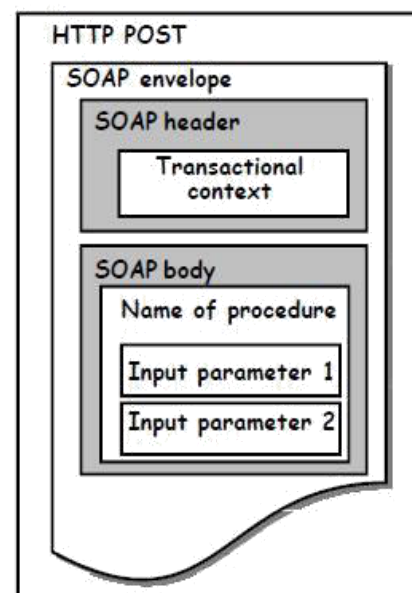 HTTP POST
SOAP envelope
SOAP header
Transactional
context
SOAP body
Name of procedure
Input parameter 1
Input parameter 2